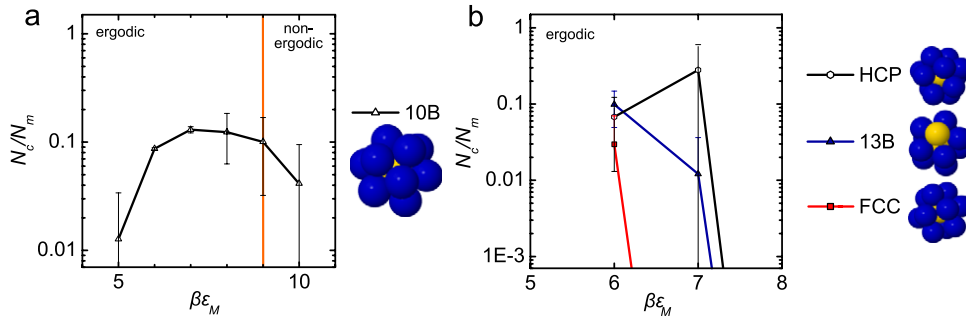 a
ergodic
non-
ergodic
1
0.1
0.01
N_c/N_m
5
10
βε_M
10B
b
ergodic
1
0.1
0.01
1E-3
N_c/N_m
5
6
7
8
βε_M
HCP
13B
FCC